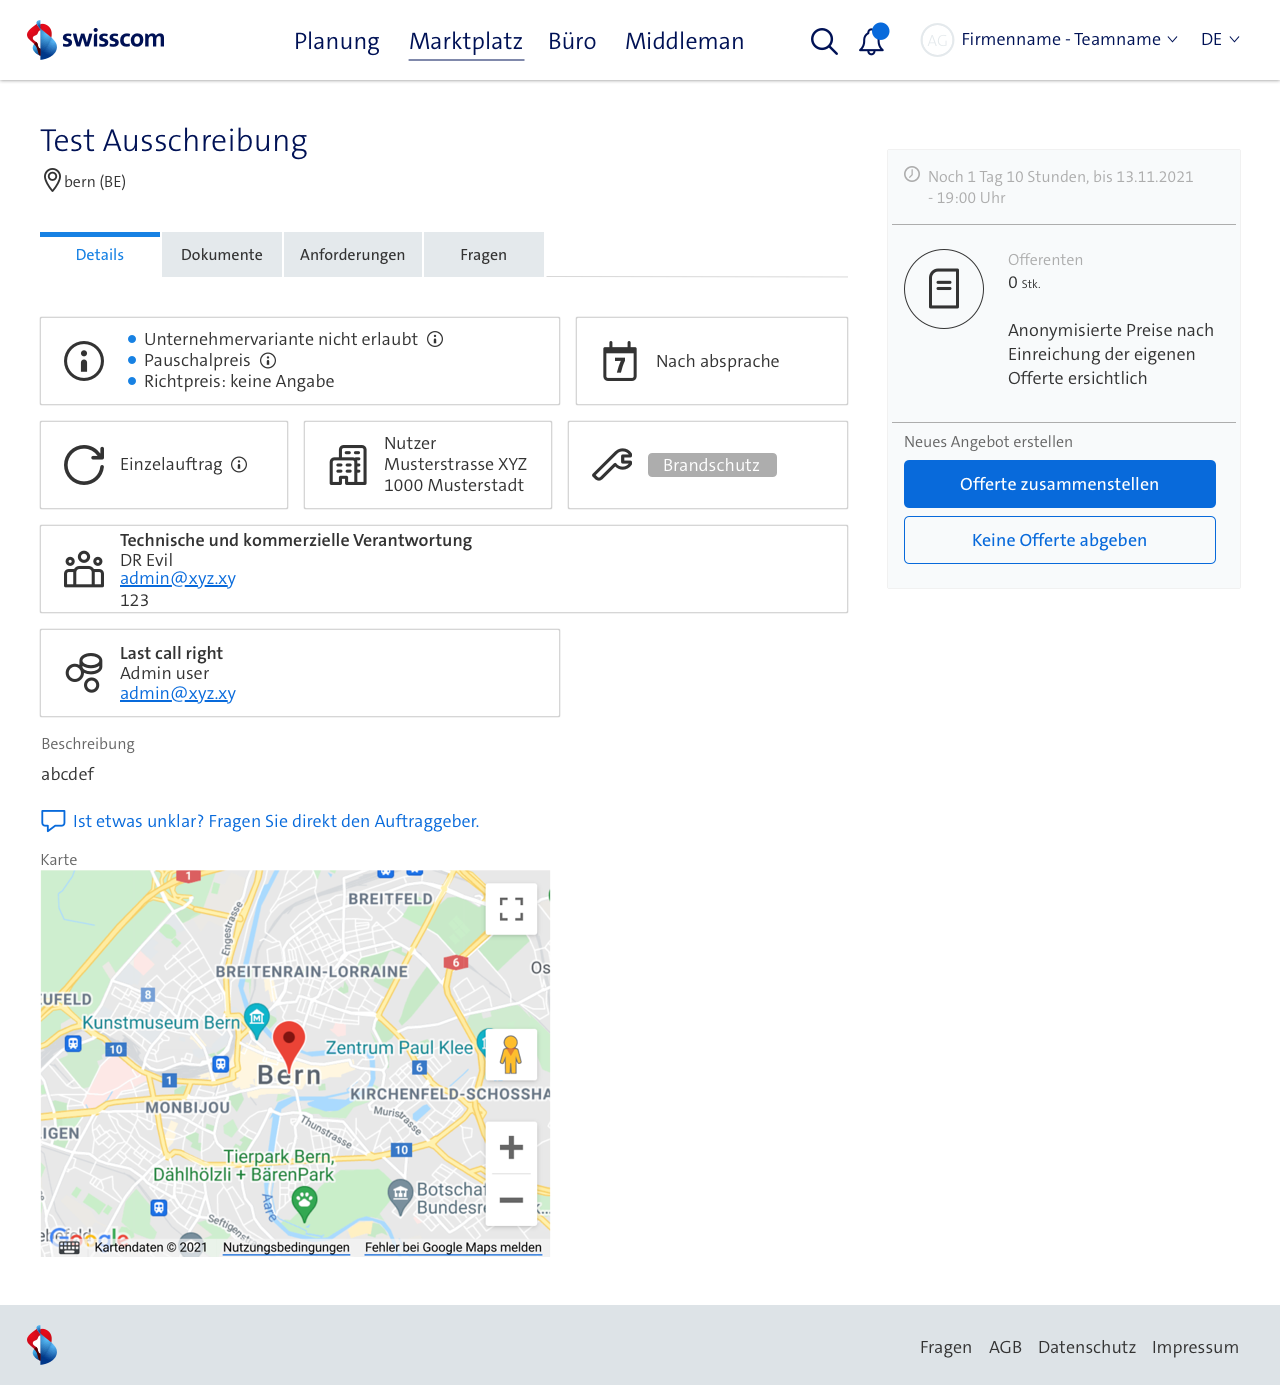 swisscom
Planung Marktplatz Büro Middleman
AG Firmenname - Teamname DE
Test Ausschreibung
bern (BE)
Details Dokumente Anforderungen Fragen
Unternehmervariante nicht erlaubt
Pauschalpreis
Richtpreis: keine Angabe
7 Nach absprache
Einzelauftrag
Nutzer
Musterstrasse XYZ
1000 Musterstadt
Brandschutz
Technische und kommerzielle Verantwortung
DR Evil
admin@xyz.xy
123
Last call right
Admin user
admin@xyz.xy
Beschreibung
abcdef
Ist etwas unklar? Fragen Sie direkt den Auftraggeber.
Karte
1
BREITFELD
Engestrasse
6
BREITENRAIN-LORRAINE
Os
EUFELD
8
Kunstmuseum Bern
10
Zentrum Paul Klee
6
1
Bern
KIRCHENFELD-SCHOSSHA
MONBIJOU
Muristrasse
Thunstrasse
EIGEN
10
Tierpark Bern,
Dählhölzli + BärenPark
Botschaf
Bundesre k...
Aare
Seftigenst
Google
Kartendaten © 2021 Nutzungsbedingungen Fehler bei Google Maps melden
Noch 1 Tag 10 Stunden, bis 13.11.2021
- 19:00 Uhr
Offerenten
0 Stk.
Anonymisierte Preise nach
Einreichung der eigenen
Offerte ersichtlich
Neues Angebot erstellen
Offerte zusammenstellen
Keine Offerte abgeben
Fragen AGB Datenschutz Impressum